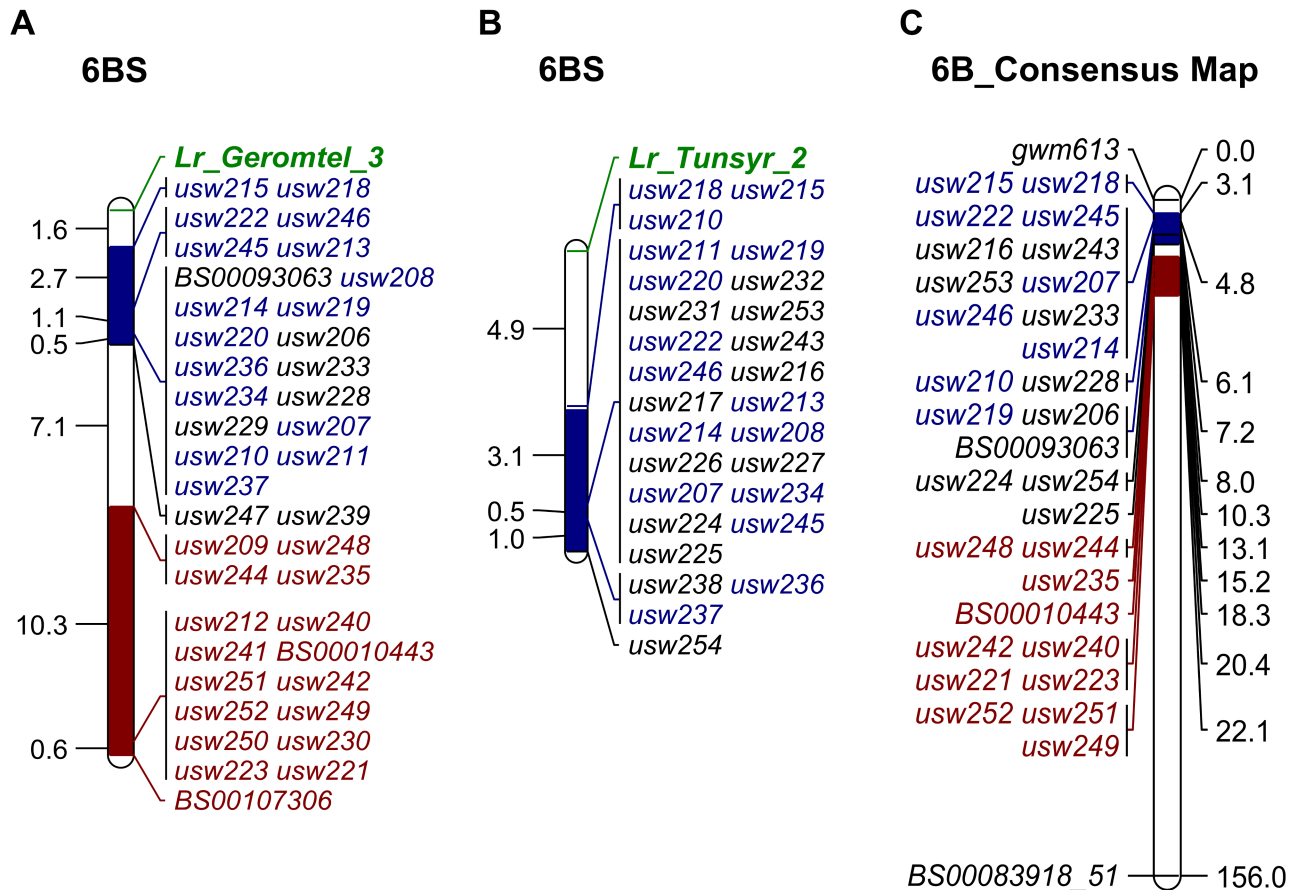 A
6BS
Lr_Geromtel_3
usw215 usw218
usw222 usw246
usw245 usw213
BS00093063 usw208
usw214 usw219
usw220 usw206
usw236 usw233
usw234 usw228
usw229 usw207
usw210 usw211
usw237
usw247 usw239
usw209 usw248
usw244 usw235
usw212 usw240
usw241 BS00010443
usw251 usw242
usw252 usw249
usw250 usw230
usw223 usw221
BS00107306
1.6
2.7
1.1
0.5
7.1
10.3
0.6
B
6BS
Lr_Tunsyr_2
usw218 usw215
usw210
usw211 usw219
usw220 usw232
usw231 usw253
usw222 usw243
usw246 usw216
usw217 usw213
usw214 usw208
usw226 usw227
usw207 usw234
usw224 usw245
usw225
usw238 usw236
usw237
usw254
4.9
3.1
0.5
1.0
C
6B_Consensus Map
gwm613
usw215 usw218
usw222 usw245
usw216 usw243
usw253 usw207
usw246 usw233
usw214
usw210 usw228
usw219 usw206
BS00093063
usw224 usw254
usw225
usw248 usw244
usw235
BS00010443
usw242 usw240
usw221 usw223
usw252 usw251
usw249
BS00083918_51
0.0
3.1
4.8
6.1
7.2
8.0
10.3
13.1
15.2
18.3
20.4
22.1
156.0